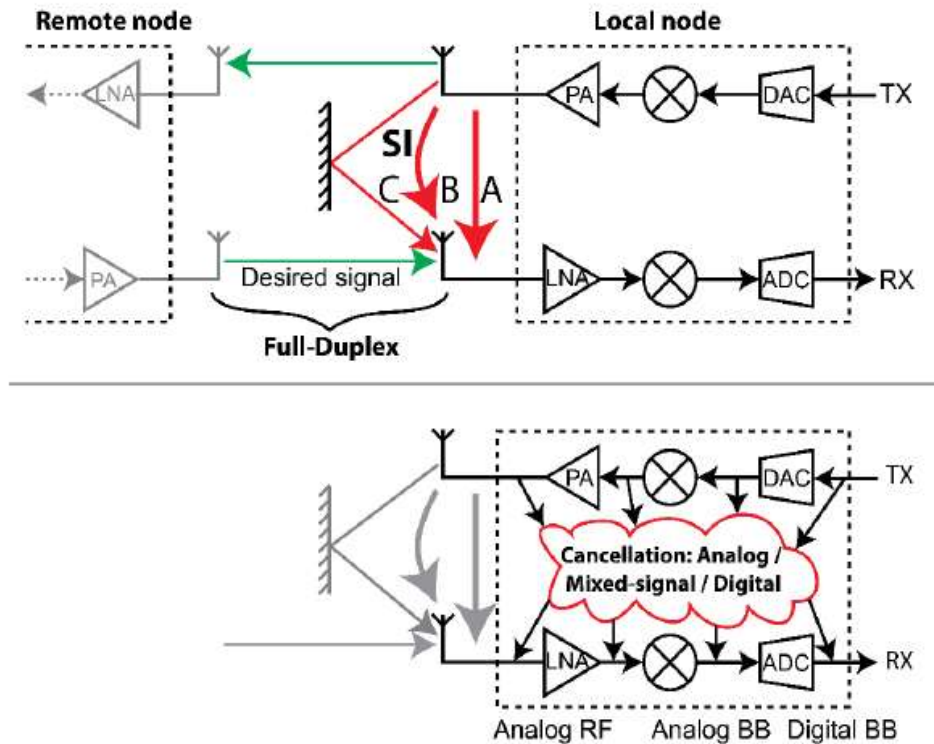 Remote node
Local node
LNA
PA
DAC
TX
SI
C
B
A
PA
Desired signal
LNA
ADC
RX
Full-Duplex
PA
DAC
TX
Cancellation: Analog /
Mixed-signal / Digital
LNA
ADC
RX
Analog RF
Analog BB
Digital BB